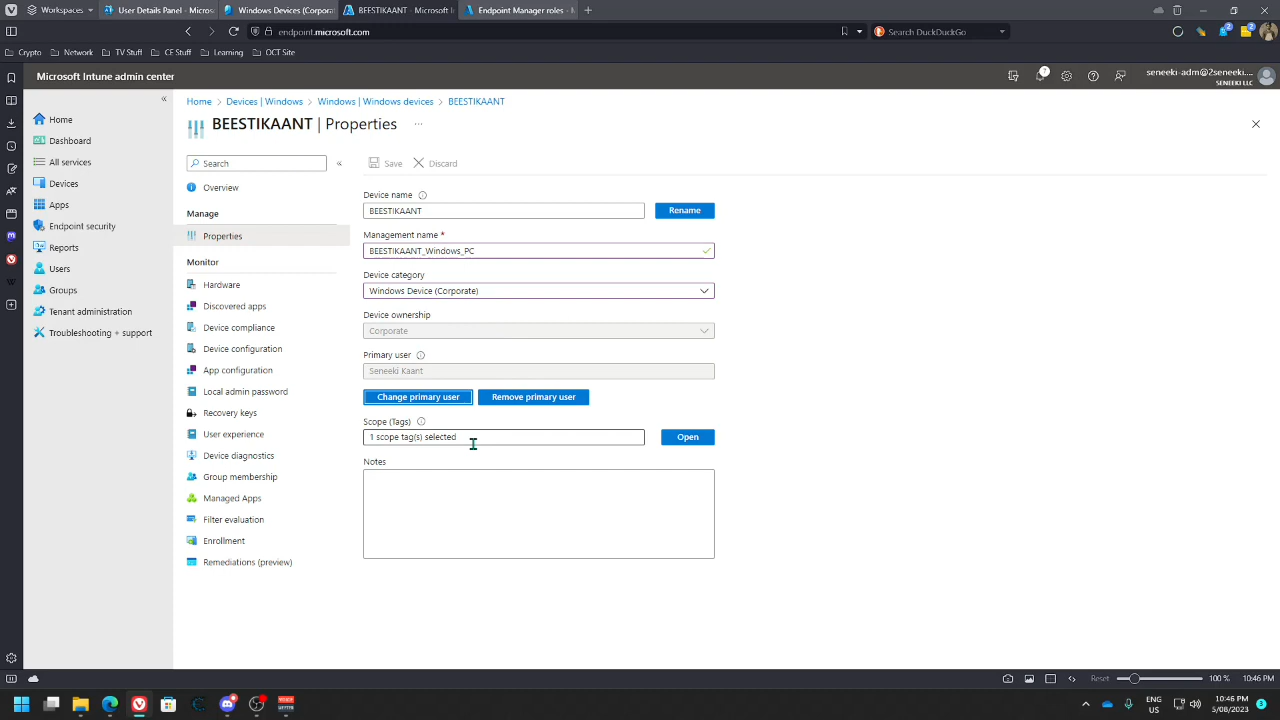 Workspaces
User Details Panel - Micros
Windows Devices (Corporat
BEESTIKAANT - Microsoft I
Endpoint Manager roles - M
endpoint.microsoft.com
Search DuckDuckGo
2
2
Crypto
Network
TV Stuff
CE Stuff
Learning
OCT Site
Microsoft Intune admin center
seneeki-adm@2seneeki....
SENEEKI LLC
Home > Devices | Windows > Windows | Windows devices > BEESTIKAANT
BEESTIKAANT | Properties
Home
Dashboard
All services
Devices
Apps
Endpoint security
Reports
Users
Groups
Tenant administration
Troubleshooting + support
Search
Overview
Manage
Properties
Monitor
Hardware
Discovered apps
Device compliance
Device configuration
App configuration
Local admin password
Recovery keys
User experience
Device diagnostics
Group membership
Managed Apps
Filter evaluation
Enrollment
Remediations (preview)
Save
Discard
Device name
BEESTIKAANT
Rename
Management name *
BEESTIKAANT_Windows_PC
Device category
Windows Device (Corporate)
Device ownership
Corporate
Primary user
Seneeki Kaant
Change primary user
Remove primary user
Scope (Tags)
1 scope tag(s) selected
Open
Notes
Reset
100 %
10:46 PM
ENG
US
10:46 PM
5/08/2023
3